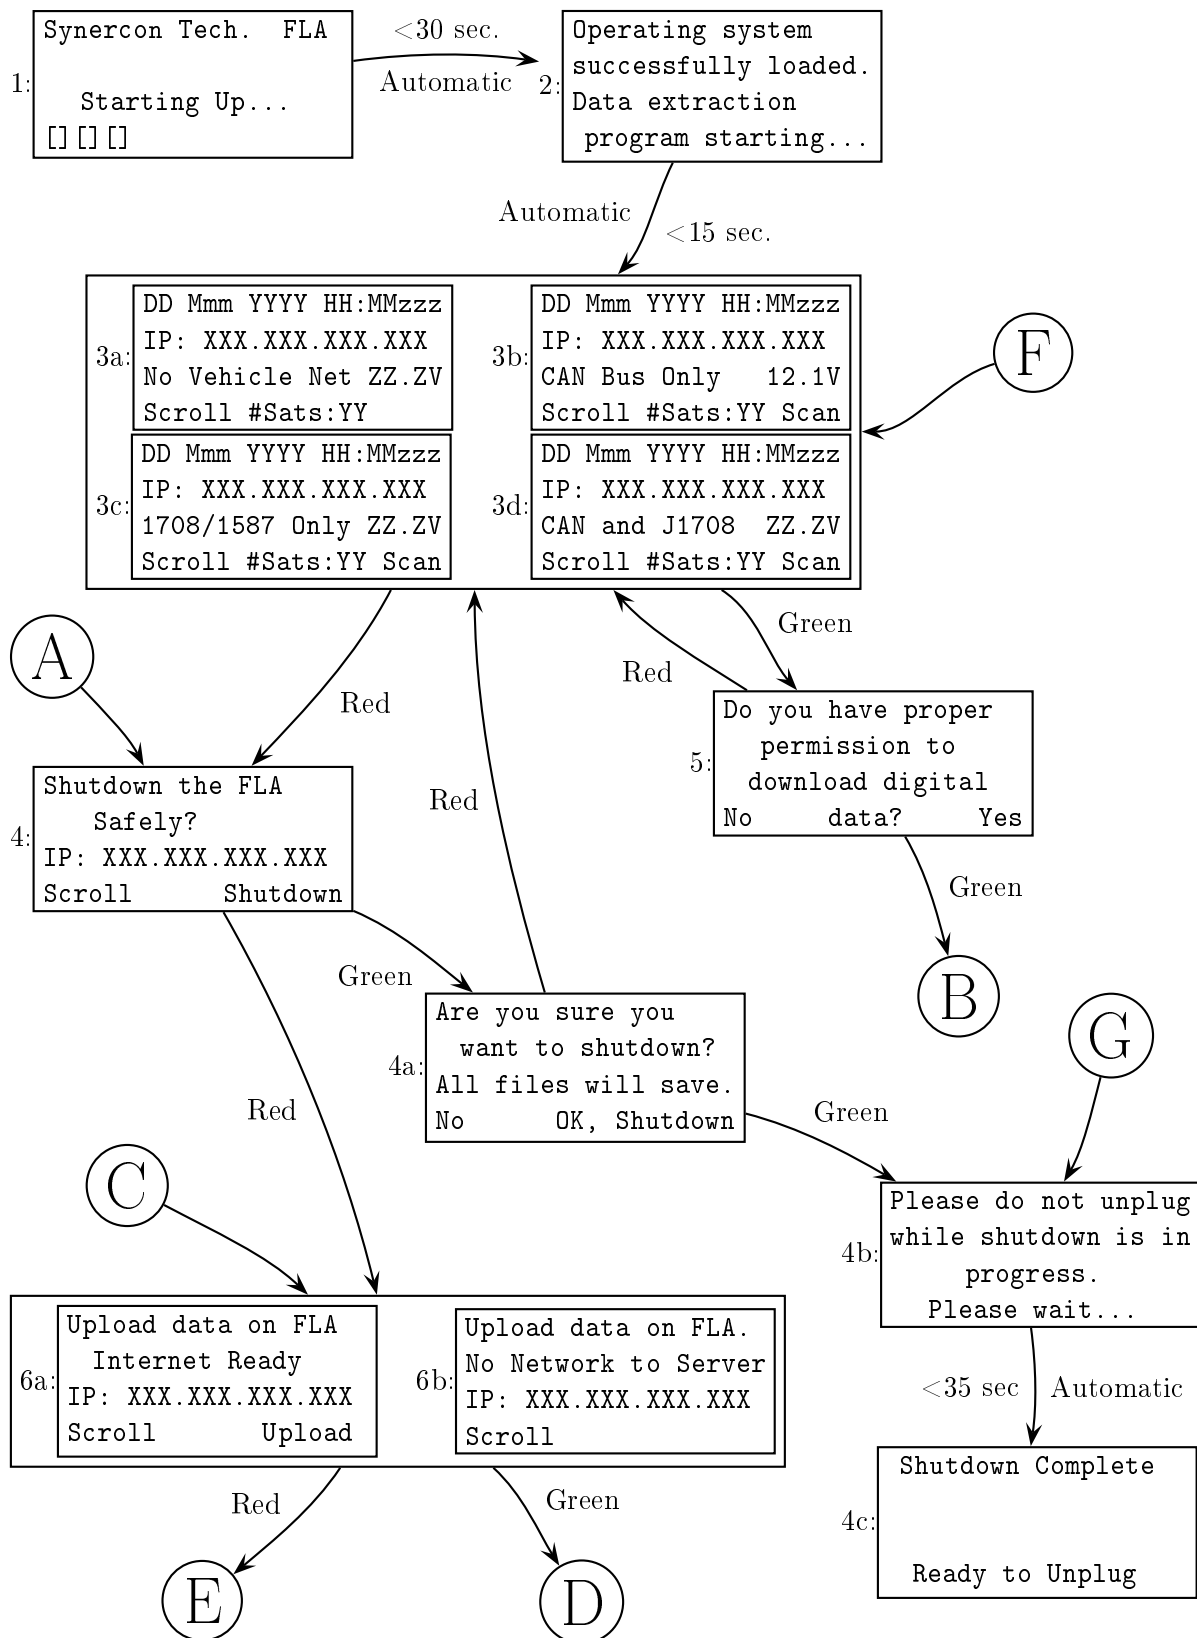 1:
Synercon Tech.  FLA
Starting Up...
[][][]
<30 sec.
Automatic
2:
Operating system
successfully loaded.
Data extraction
program starting...
Automatic
<15 sec.
3a:
DD Mmm YYYY HH:MMzzz
IP: XXX.XXX.XXX.XXX
No Vehicle Net ZZ.ZV
Scroll #Sats:YY
3b:
DD Mmm YYYY HH:MMzzz
IP: XXX.XXX.XXX.XXX
CAN Bus Only   12.1V
Scroll #Sats:YY Scan
F
3c:
DD Mmm YYYY HH:MMzzz
IP: XXX.XXX.XXX.XXX
1708/1587 Only ZZ.ZV
Scroll #Sats:YY Scan
3d:
DD Mmm YYYY HH:MMzzz
IP: XXX.XXX.XXX.XXX
CAN and J1708  ZZ.ZV
Scroll #Sats:YY Scan
A
Red
Red
Green
5:
Do you have proper
permission to
download digital
No     data?     Yes
4:
Shutdown the FLA
Safely?
IP: XXX.XXX.XXX.XXX
Scroll      Shutdown
Red
Green
B
Green
4a:
Are you sure you
want to shutdown?
All files will save.
No      OK, Shutdown
G
Red
Green
C
4b:
Please do not unplug
while shutdown is in
progress.
Please wait...
6a:
Upload data on FLA
Internet Ready
IP: XXX.XXX.XXX.XXX
Scroll       Upload
6b:
Upload data on FLA.
No Network to Server
IP: XXX.XXX.XXX.XXX
Scroll
<35 sec
Automatic
4c:
Shutdown Complete
Ready to Unplug
Red
Green
E
D